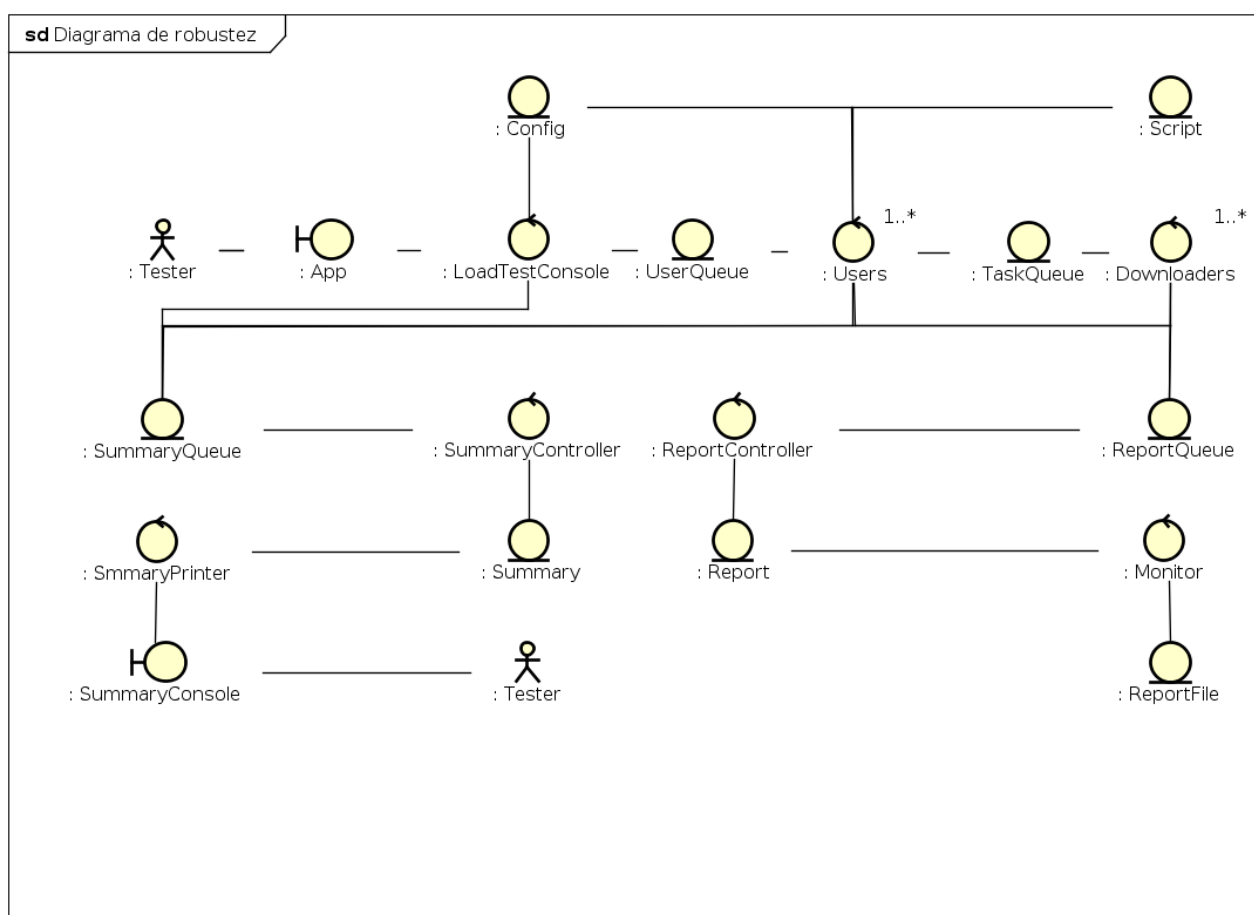 sd Diagrama de robustez
: Config
: Script
1..*
1..*
: Tester
: App
: LoadTestConsole
: UserQueue
: Users
: TaskQueue
: Downloaders
: SummaryQueue
: SummaryController
: ReportController
: ReportQueue
: SmmaryPrinter
: Summary
: Report
: Monitor
: SummaryConsole
: Tester
: ReportFile